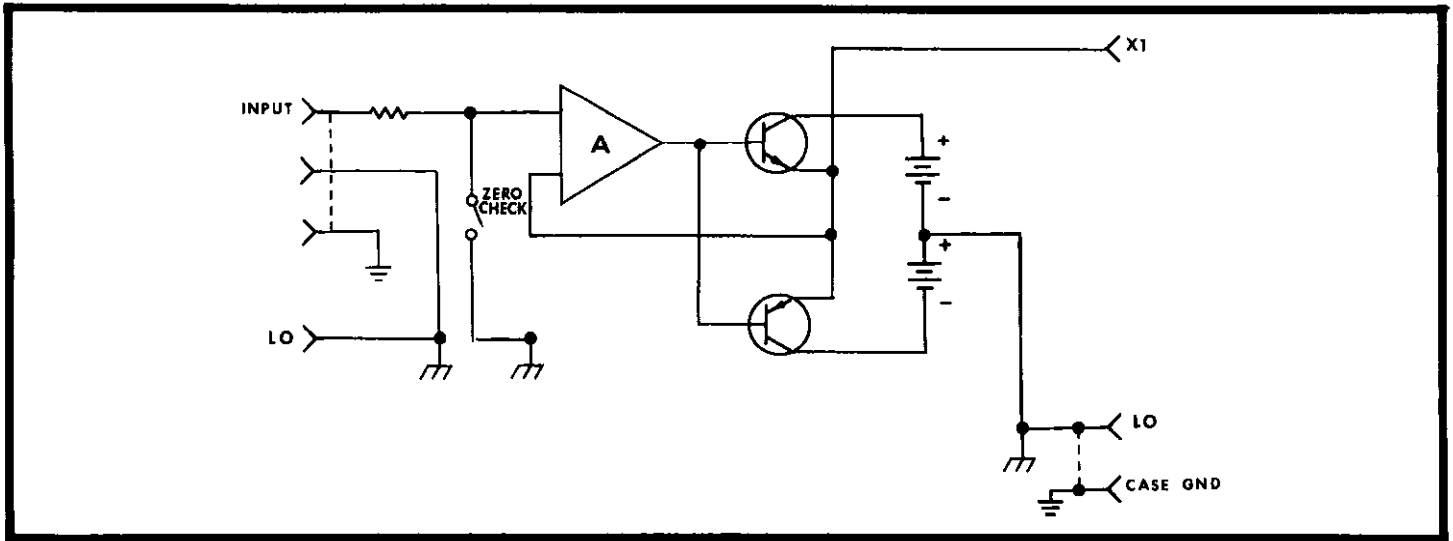 X1
INPUT
A
ZERO
CHECK
+
-
+
-
LO
LO
CASE GND